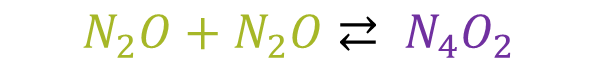 N₂O + N₂O ⇄ N₄O₂